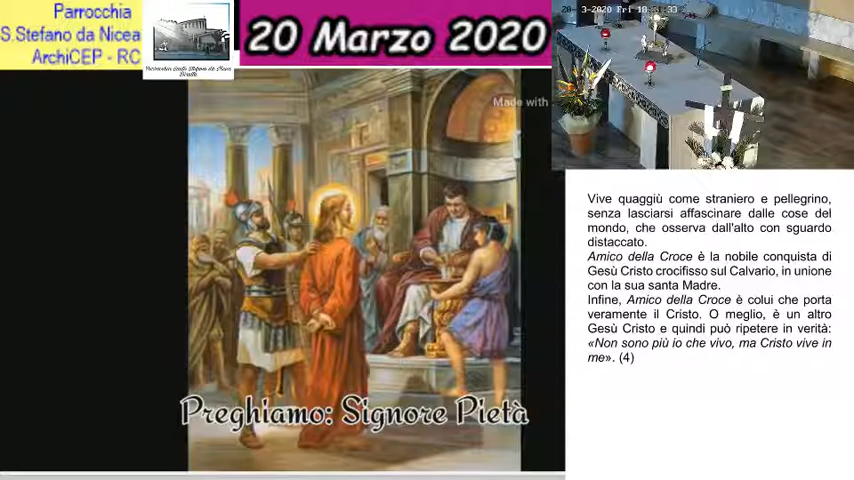 Parrocchia
S.Stefano da Nicea
ArchiCEP - RC
20 Marzo 2020
Made with
Preghiamo: Signore Pietà
Vive quaggiù come straniero e pellegrino,
senza lasciarsi affascinare dalle cose del
mondo, che osserva dall'alto con sguardo
distaccato.
Amico della Croce è la nobile conquista di
Gesù Cristo crocifisso sul Calvario, in unione
con la sua santa Madre.
Infine, Amico della Croce è colui che porta
veramente il Cristo. O meglio, è un altro
Gesù Cristo e quindi può ripetere in verità:
«Non sono più io che vivo, ma Cristo vive in
me». (4)